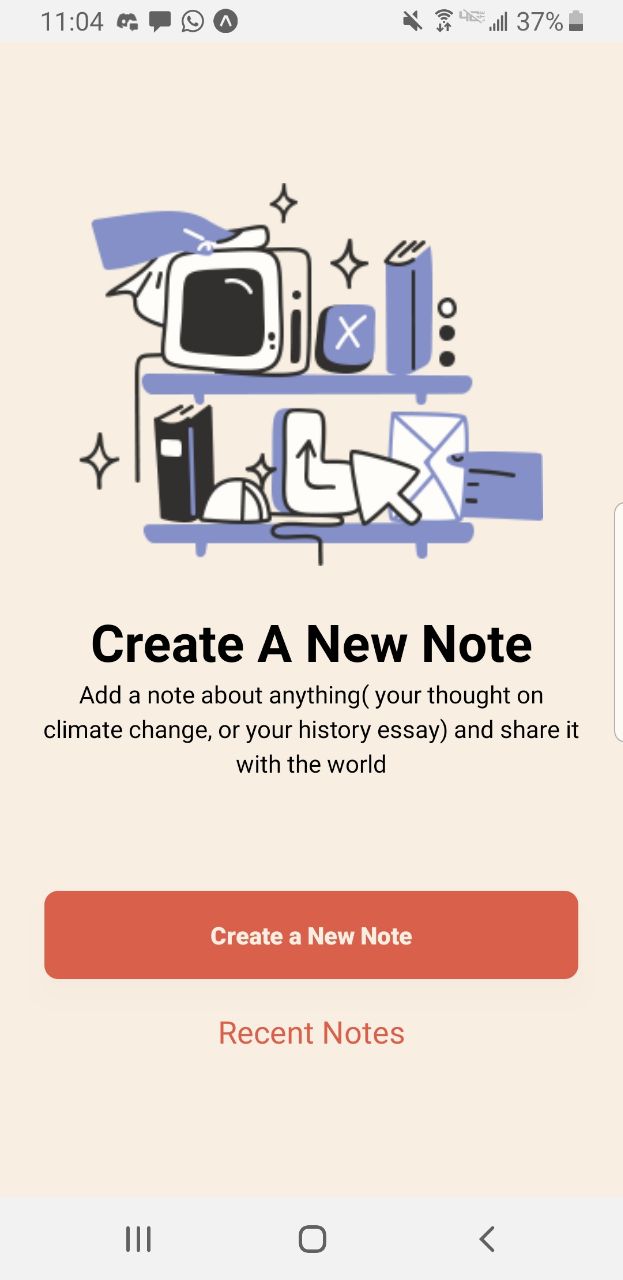 11:04
37%
X
Create A New Note
Add a note about anything( your thought on
climate change, or your history essay) and share it
with the world
Create a New Note
Recent Notes